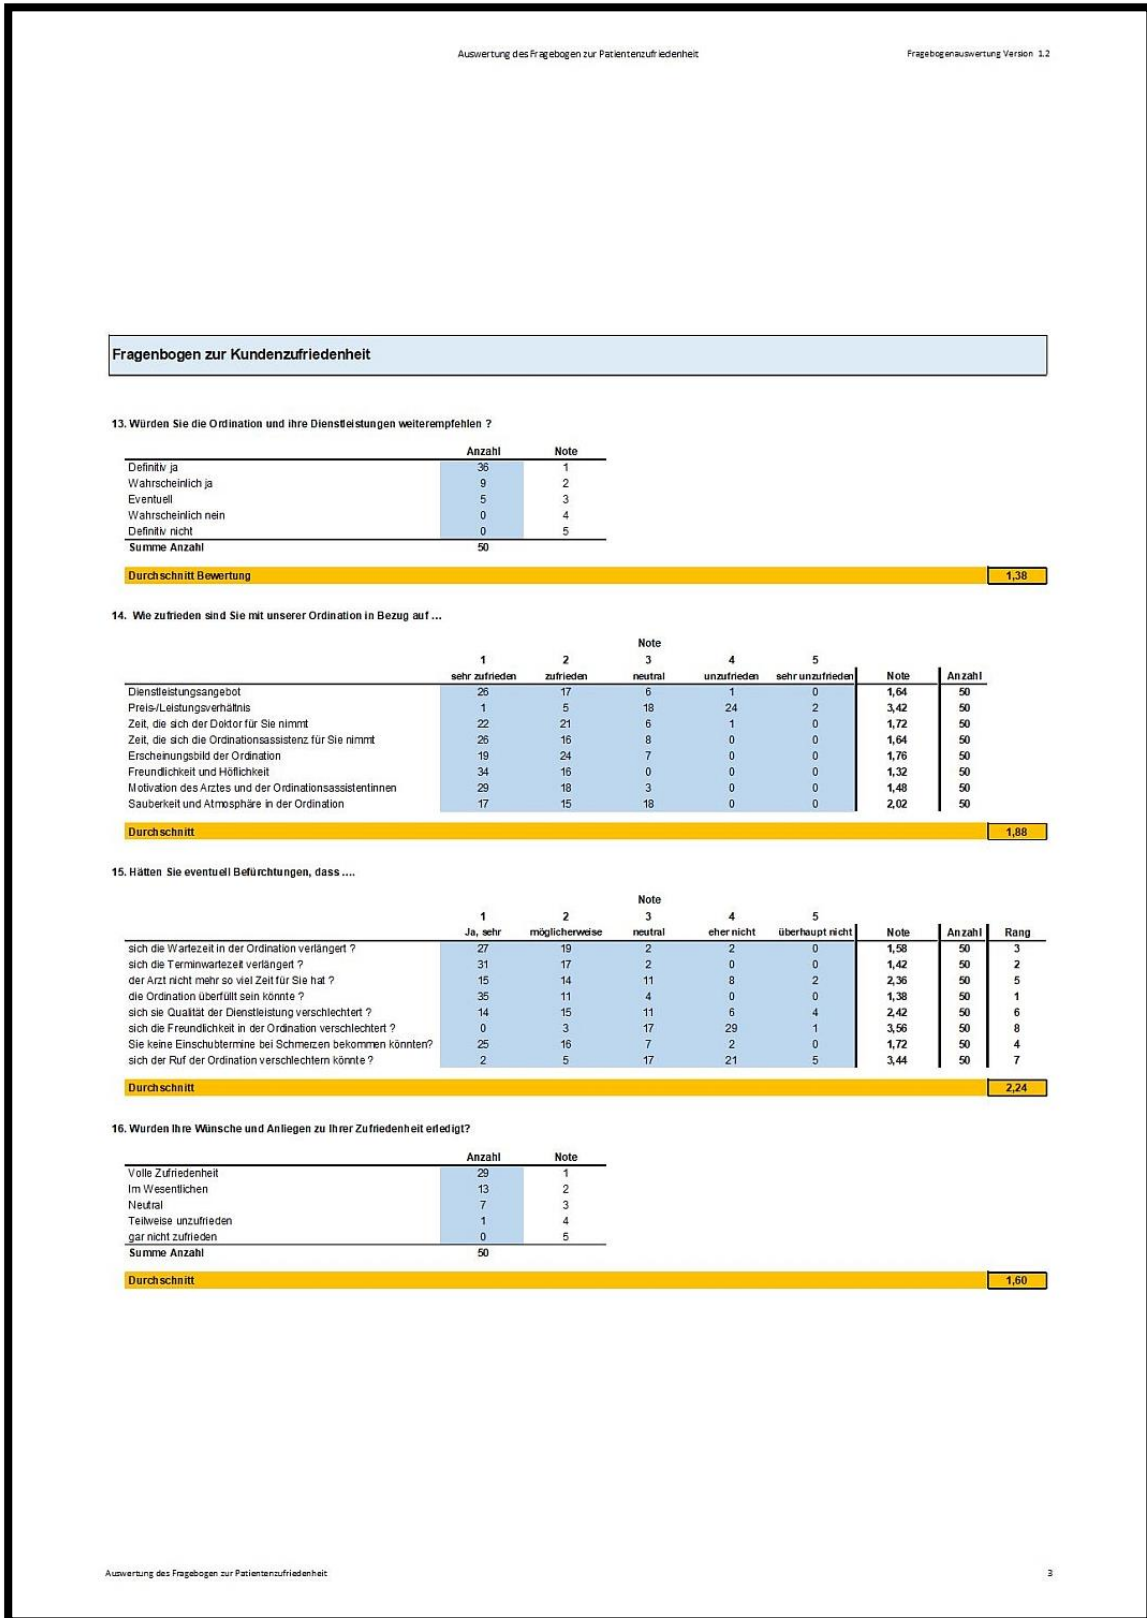 Auswertung des Fragebogen zur Patientenzufriedenheit Fragebogenauswertung Version 1.2
Fragenbogen zur Kundenzufriedenheit
13. Würden Sie die Ordination und ihre Dienstleistungen weiterempfehlen ?
Anzahl Note
Definitiv ja 36 1
Wahrscheinlich ja 9 2
Eventuell 5 3
Wahrscheinlich nein 0 4
Definitiv nicht 0 5
Summe Anzahl 50
Durchschnitt Bewertung 1,38
14. Wie zufrieden sind Sie mit unserer Ordination in Bezug auf ...
Note
1 2 3 4 5
sehr zufrieden zufrieden neutral unzufrieden sehr unzufrieden Note Anzahl
Dienstleistungsangebot 26 17 6 1 0 1,64 50
Preis-/Leistungsverhältnis 1 5 18 24 2 3,42 50
Zeit, die sich der Doktor für Sie nimmt 22 21 6 1 0 1,72 50
Zeit, die sich die Ordinationsassistenz für Sie nimmt 26 16 8 0 0 1,64 50
Erscheinungsbild der Ordination 19 24 7 0 0 1,76 50
Freundlichkeit und Höflichkeit 34 16 0 0 0 1,32 50
Motivation des Arztes und der Ordinationsassistentinnen 29 18 3 0 0 1,48 50
Sauberkeit und Atmosphäre in der Ordination 17 15 18 0 0 2,02 50
Durchschnitt 1,88
15. Hätten Sie eventuell Befürchtungen, dass ....
Note
1 2 3 4 5
Ja, sehr möglicherweise neutral eher nicht überhaupt nicht Note Anzahl Rang
sich die Wartezeit in der Ordination verlängert ? 27 19 2 2 0 1,58 50 3
sich die Terminwartezeit verlängert ? 31 17 2 0 0 1,42 50 2
der Arzt nicht mehr so viel Zeit für Sie hat ? 15 14 11 8 2 2,36 50 5
die Ordination überfüllt sein könnte ? 35 11 4 0 0 1,38 50 1
sich sie Qualität der Dienstleistung verschlechtert ? 14 15 11 6 4 2,42 50 6
sich die Freundlichkeit in der Ordination verschlechtert ? 0 3 17 29 1 3,56 50 8
Sie keine Einschubtermine bei Schmerzen bekommen könnten? 25 16 7 2 0 1,72 50 4
sich der Ruf der Ordination verschlechtern könnte ? 2 5 17 21 5 3,44 50 7
Durchschnitt 2,24
16. Wurden Ihre Wünsche und Anliegen zu Ihrer Zufriedenheit erledigt?
Anzahl Note
Volle Zufriedenheit 29 1
Im Wesentlichen 13 2
Neutral 7 3
Teilweise unzufrieden 1 4
gar nicht zufrieden 0 5
Summe Anzahl 50
Durchschnitt 1,60
Auswertung des Fragebogen zur Patientenzufriedenheit 3